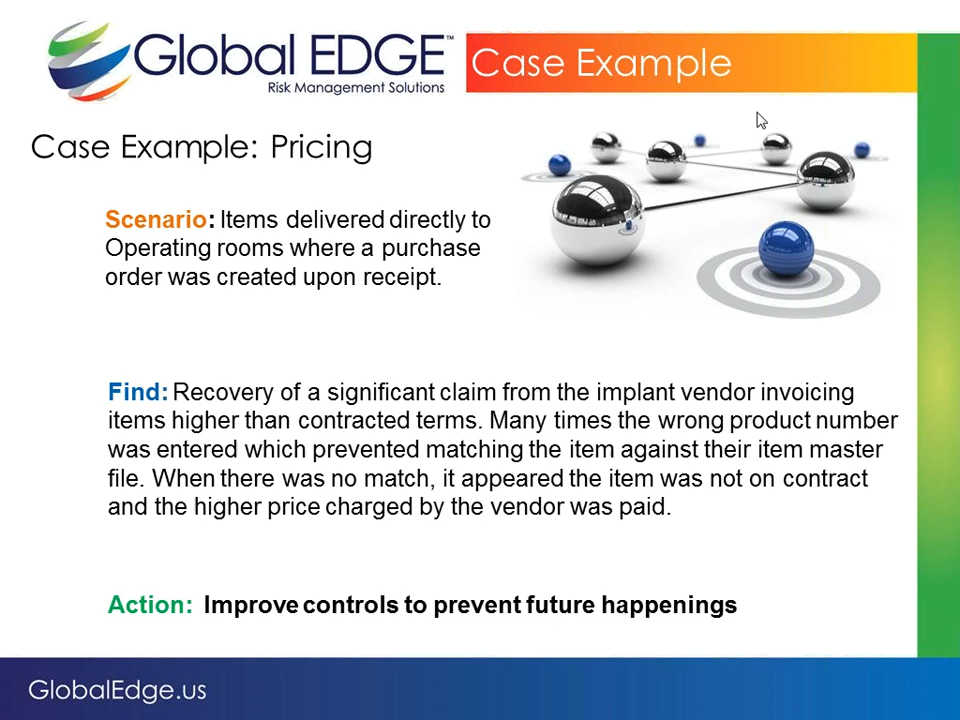 Global EDGE™
Risk Management Solutions
Case Example
Case Example: Pricing
Scenario: Items delivered directly to
Operating rooms where a purchase
order was created upon receipt.
Find: Recovery of a significant claim from the implant vendor invoicing
items higher than contracted terms. Many times the wrong product number
was entered which prevented matching the item against their item master
file. When there was no match, it appeared the item was not on contract
and the higher price charged by the vendor was paid.
Action: Improve controls to prevent future happenings
GlobalEdge.us